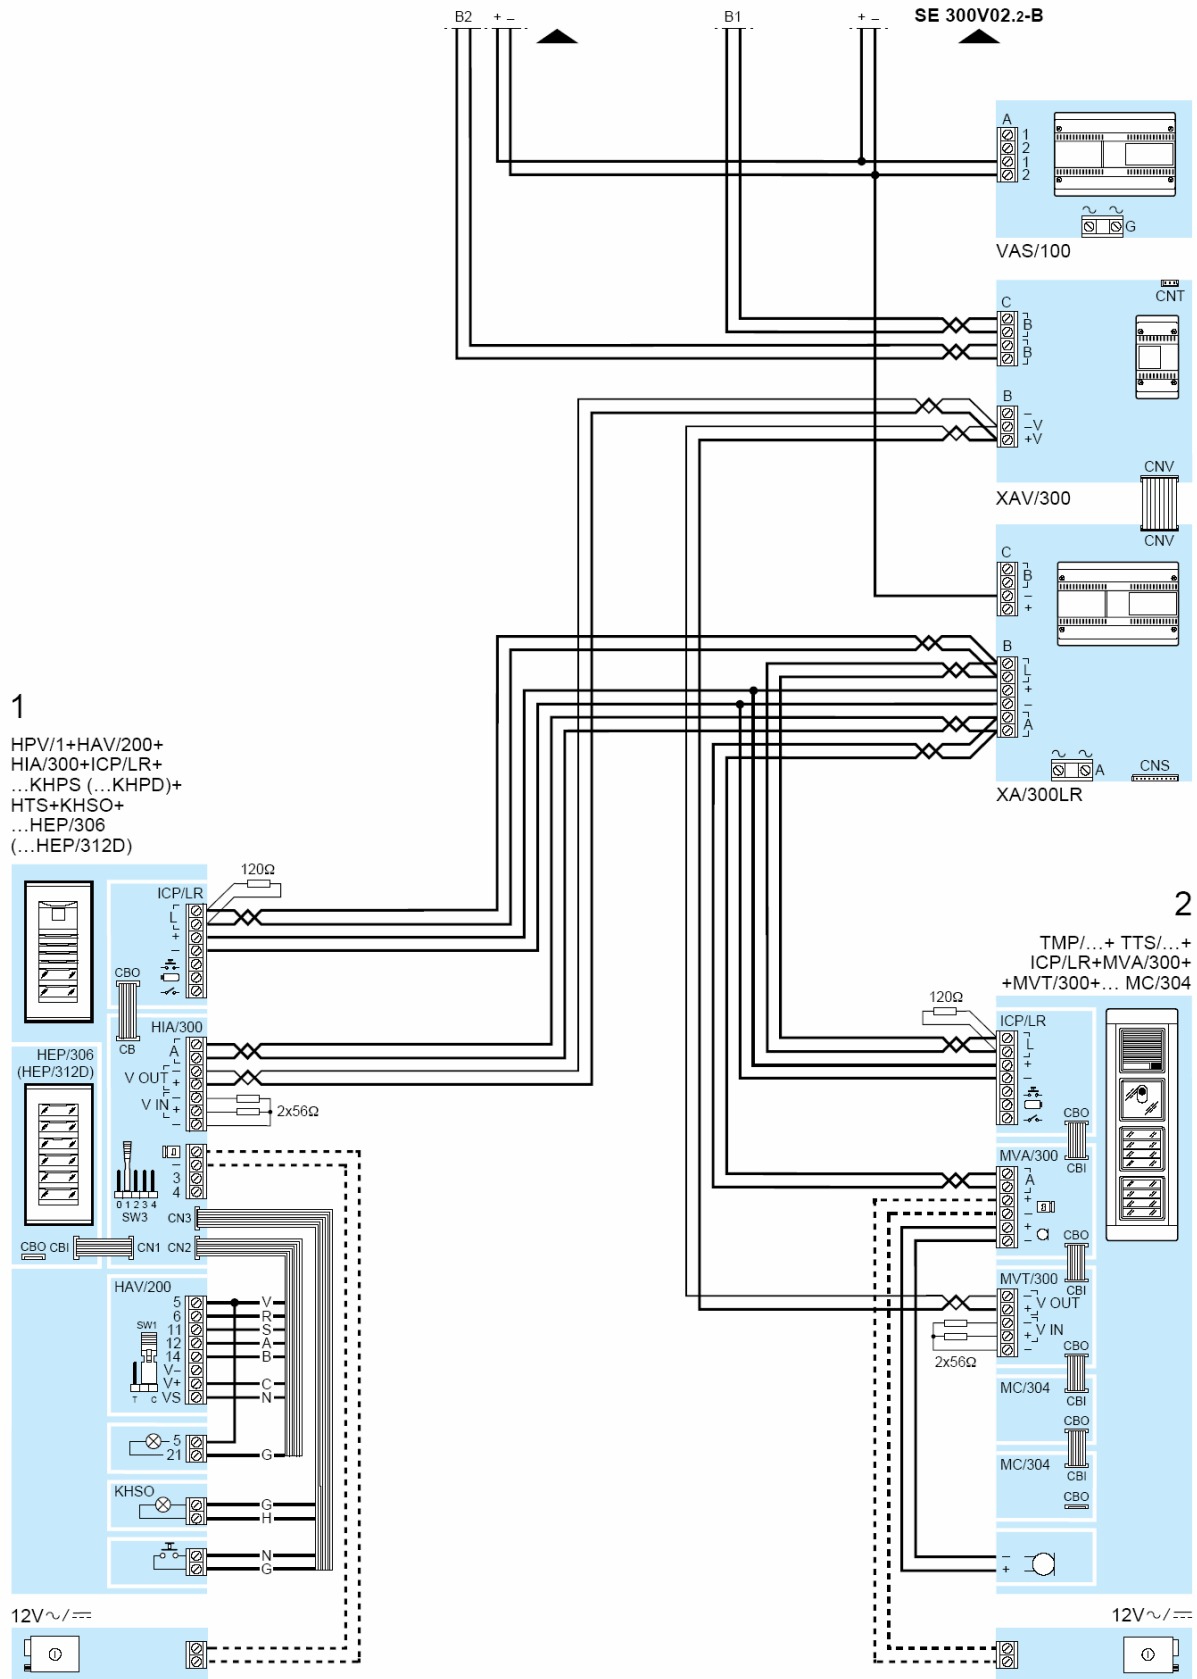 B2 + –
B1
+ –
SE 300V02.2-B
A
1
2
1
2
G
VAS/100
CNT
C
B
B
B
–
–V
+V
CNV
XAV/300
CNV
C
B
–
+
B
L
+
–
A
A
CNS
XA/300LR
1
HPV/1+HAV/200+
HIA/300+ICP/LR+
...KHPS (...KHPD)+
HTS+KHSO+
...HEP/306
(...HEP/312D)
120Ω
ICP/LR
L
+
–
CBO
CB
HIA/300
A
–
V OUT
+
–
V IN
+
–
2x56Ω
HEP/306
(HEP/312D)
–
3
4
0 1 2 3 4
SW3
CN3
CBO CBI
CN1 CN2
HAV/200
5 V
6 R
11 S
12 A
14 B
V–
V+ C
VS N
SW1
T C
5
21 G
KHSO
G
H
N
G
12V~/⎓
2
TMP/...+ TTS/...+
ICP/LR+MVA/300+
+MVT/300+... MC/304
120Ω
ICP/LR
L
+
–
CBO
CBI
MVA/300
A
+
–
+
–
CBO
CBI
MVT/300
–
+
V OUT
–
+
V IN
–
2x56Ω
CBO
CBI
MC/304
CBO
CBI
MC/304
CBO
–
+
12V~/⎓